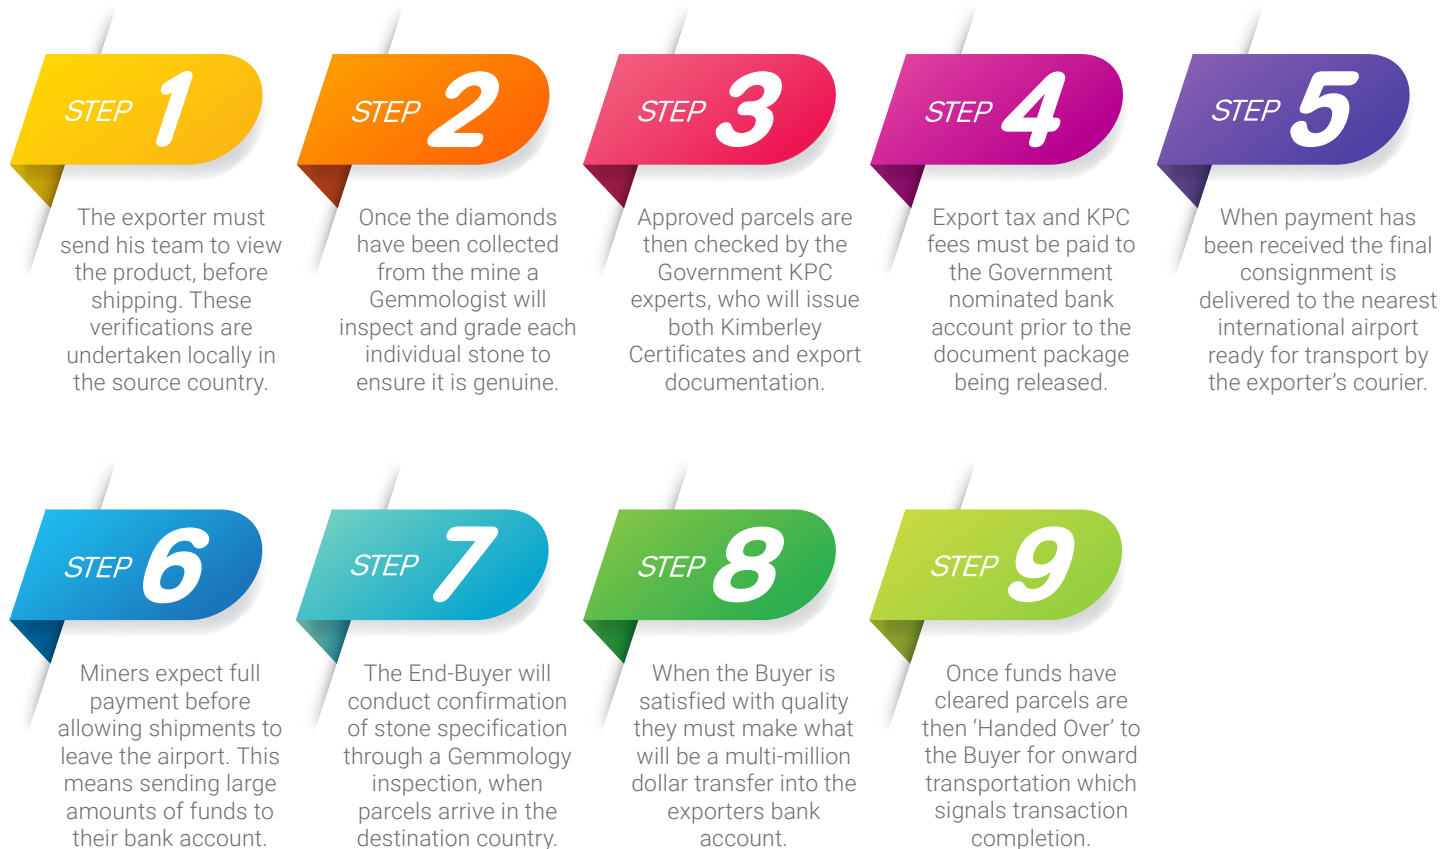 STEP 1
The exporter must
send his team to view
the product, before
shipping. These
verifications are
undertaken locally in
the source country.
STEP 2
Once the diamonds
have been collected
from the mine a
Gemmologist will
inspect and grade each
individual stone to
ensure it is genuine.
STEP 3
Approved parcels are
then checked by the
Government KPC
experts, who will issue
both Kimberley
Certificates and export
documentation.
STEP 4
Export tax and KPC
fees must be paid to
the Government
nominated bank
account prior to the
document package
being released.
STEP 5
When payment has
been received the final
consignment is
delivered to the nearest
international airport
ready for transport by
the exporter’s courier.
STEP 6
Miners expect full
payment before
allowing shipments to
leave the airport. This
means sending large
amounts of funds to
their bank account.
STEP 7
The End-Buyer will
conduct confirmation
of stone specification
through a Gemmology
inspection, when
parcels arrive in the
destination country.
STEP 8
When the Buyer is
satisfied with quality
they must make what
will be a multi-million
dollar transfer into the
exporters bank
account.
STEP 9
Once funds have
cleared parcels are
then ‘Handed Over’ to
the Buyer for onward
transportation which
signals transaction
completion.